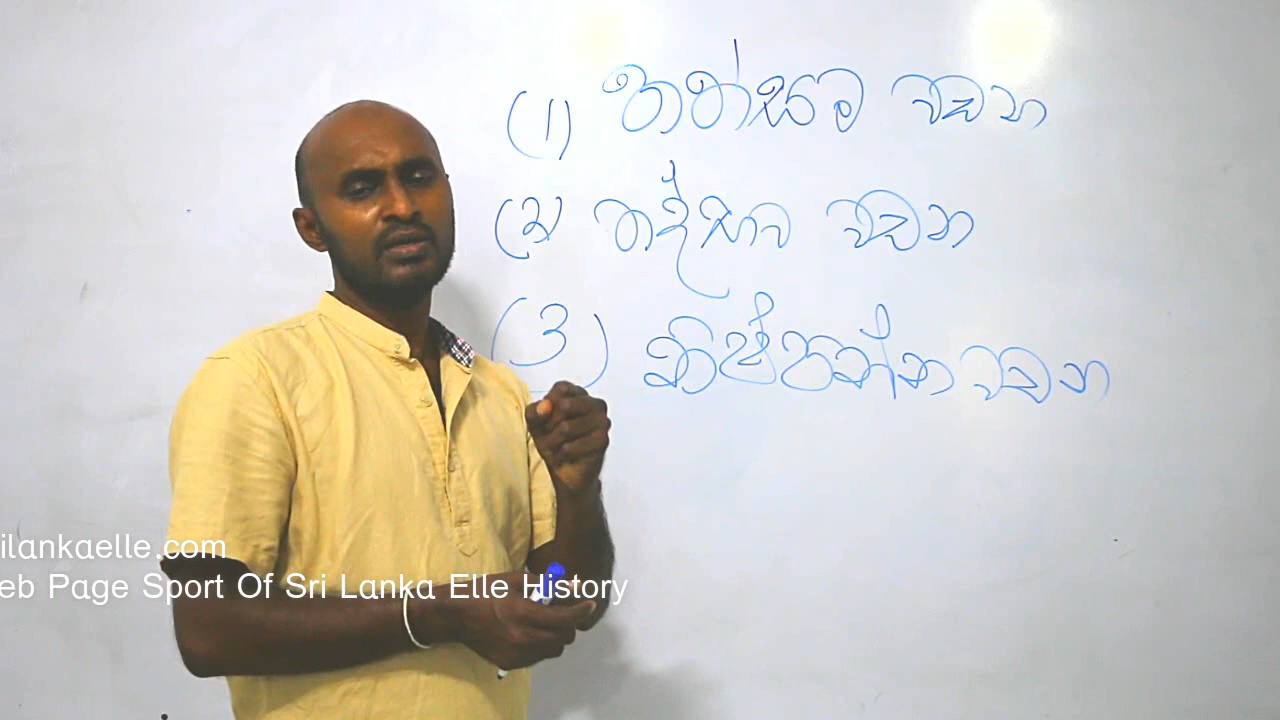 (1) තත්සම වචන
(2) තද්භව වචන
(3) නිෂ්පන්න වචන
ilankaelle.com
eb Page Sport Of Sri Lanka Elle History